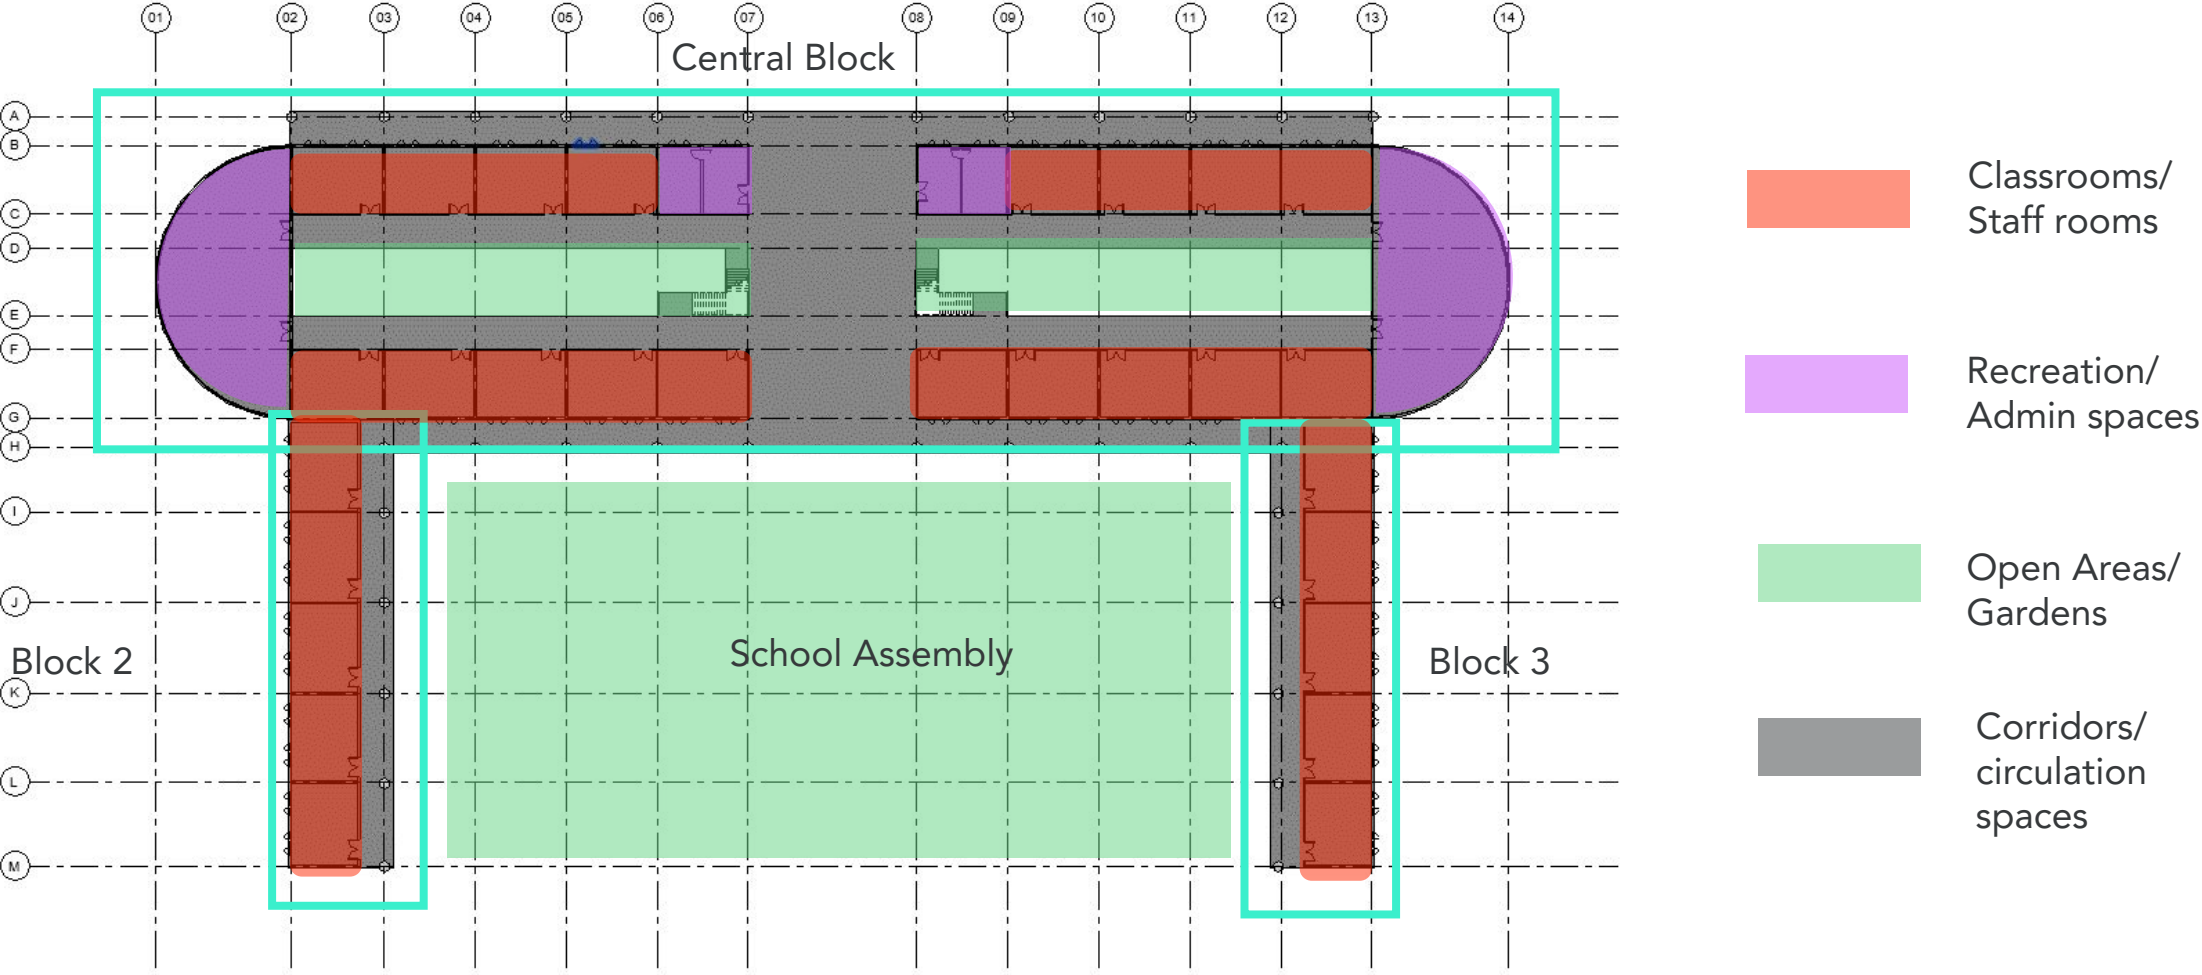 01 02 03 04 05 06 07 08 09 10 11 12 13 14
Central Block
A
B
C
D
E
F
G
H
I
J
K
L
M
School Assembly
Block 2
Block 3
Classrooms/
Staff rooms
Recreation/
Admin spaces
Open Areas/
Gardens
Corridors/
circulation
spaces